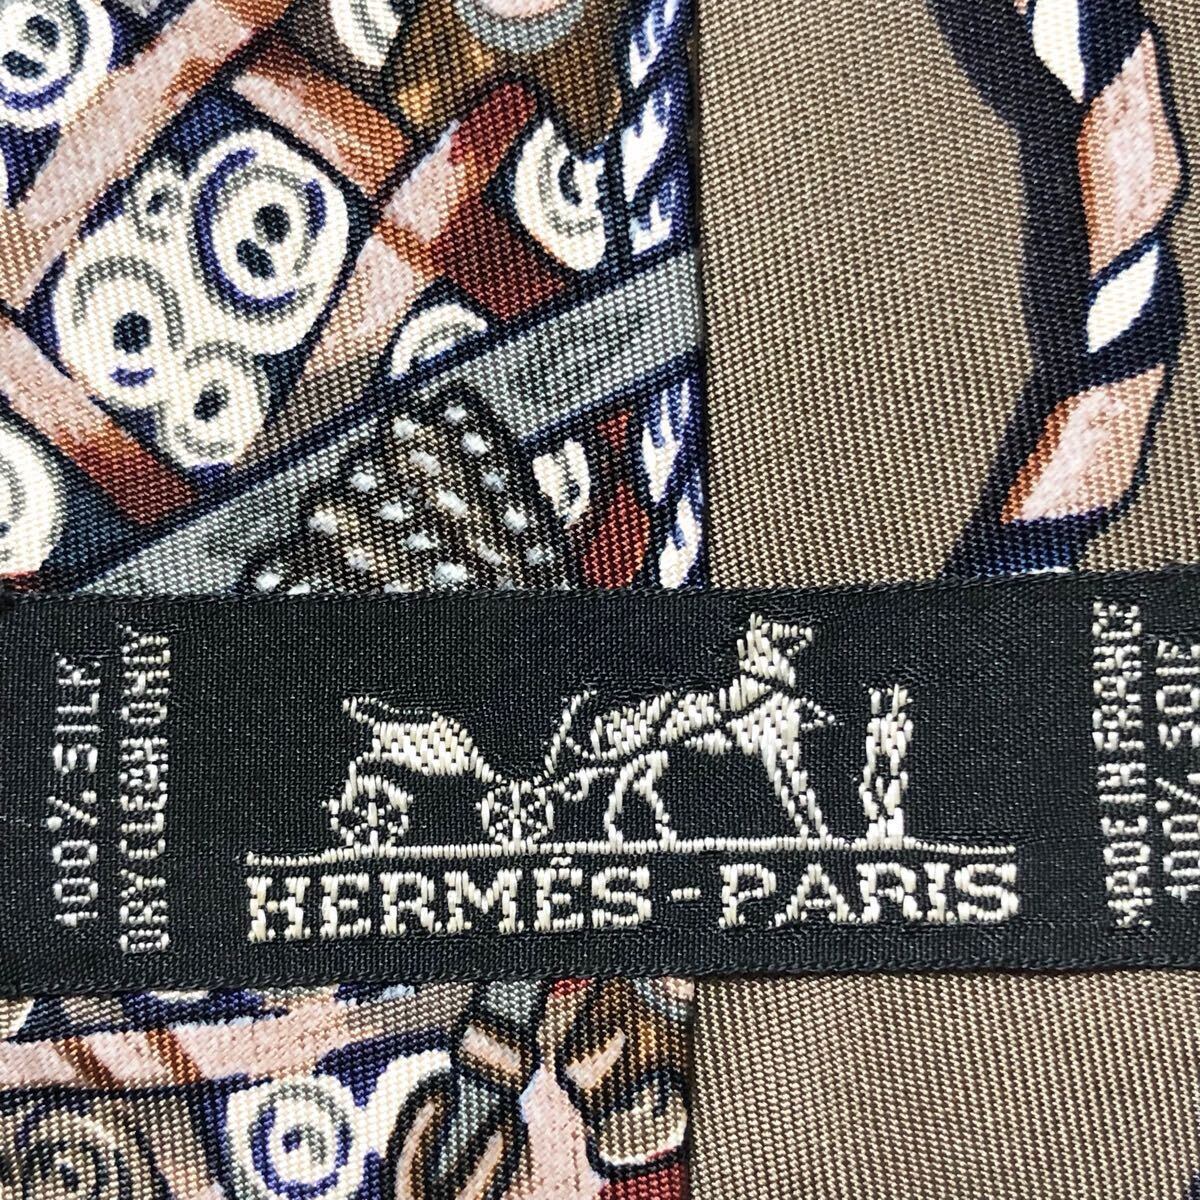 100% SILK
DRY CLEAN ONLY
HERMÈS-PARIS
MADE IN FRANCE
100% SOIE